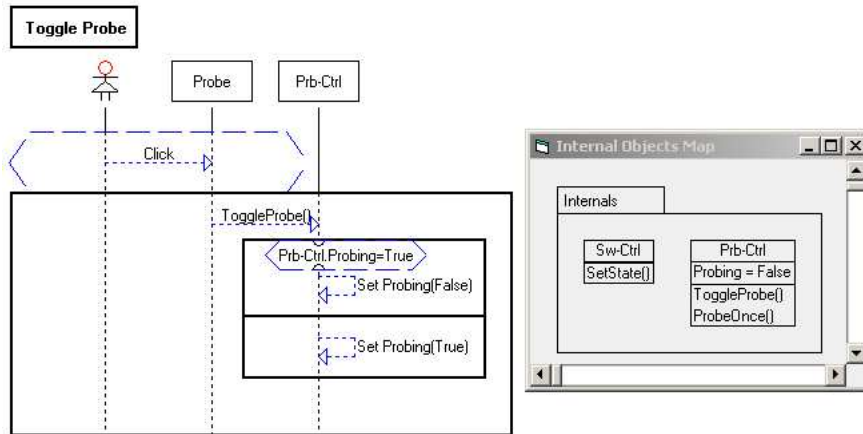 Toggle Probe
Probe
Prb-Ctrl
Click
ToggleProbe()
Prb-Ctrl.Probing=True
Set Probing(False)
Set Probing(True)
Internal Objects Map
Internals
Sw-Ctrl
SetState()
Prb-Ctrl
Probing = False
ToggleProbe()
ProbeOnce()